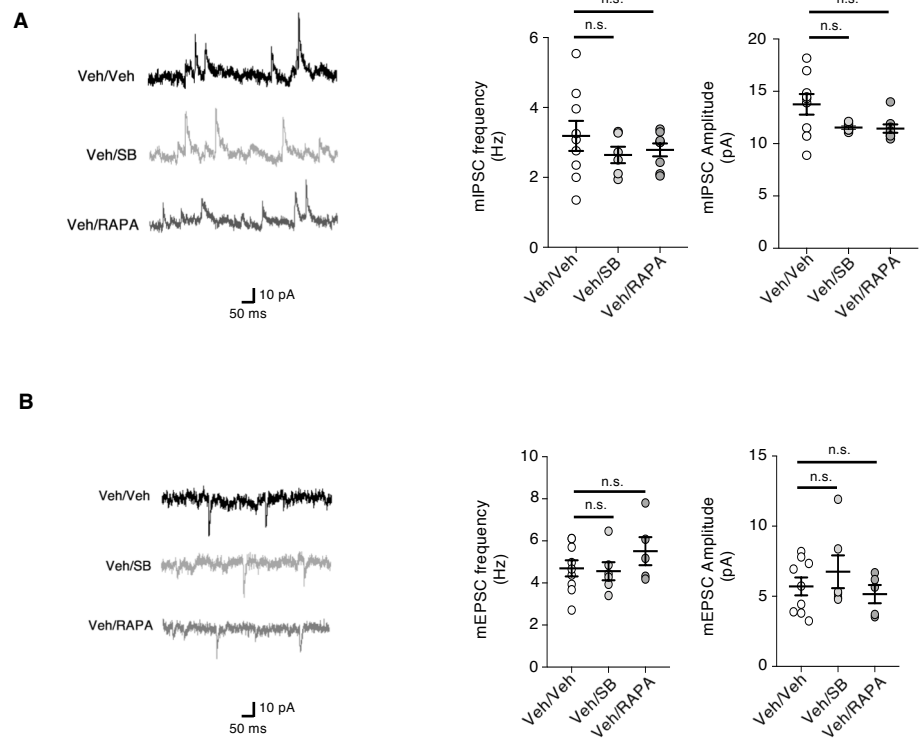 A
Veh/Veh
Veh/SB
Veh/RAPA
10 pA
50 ms
n.s.
n.s.
6
4
2
0
mIPSC frequency
(Hz)
Veh/Veh
Veh/SB
Veh/RAPA
n.s.
n.s.
20
15
10
5
0
mIPSC Amplitude
(pA)
Veh/Veh
Veh/SB
Veh/RAPA
B
Veh/Veh
Veh/SB
Veh/RAPA
10 pA
50 ms
n.s.
n.s.
10
8
6
4
2
0
mEPSC frequency
(Hz)
Veh/Veh
Veh/SB
Veh/RAPA
n.s.
n.s.
15
10
5
0
mEPSC Amplitude
(pA)
Veh/Veh
Veh/SB
Veh/RAPA